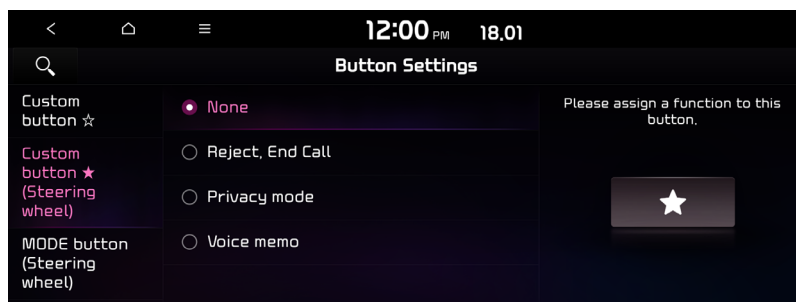 12:00 PM 18.01
Button Settings
Custom
button ☆
Custom
button ★
(Steering
wheel)
MODE button
(Steering
wheel)
None
Reject, End Call
Privacy mode
Voice memo
Please assign a function to this
button.